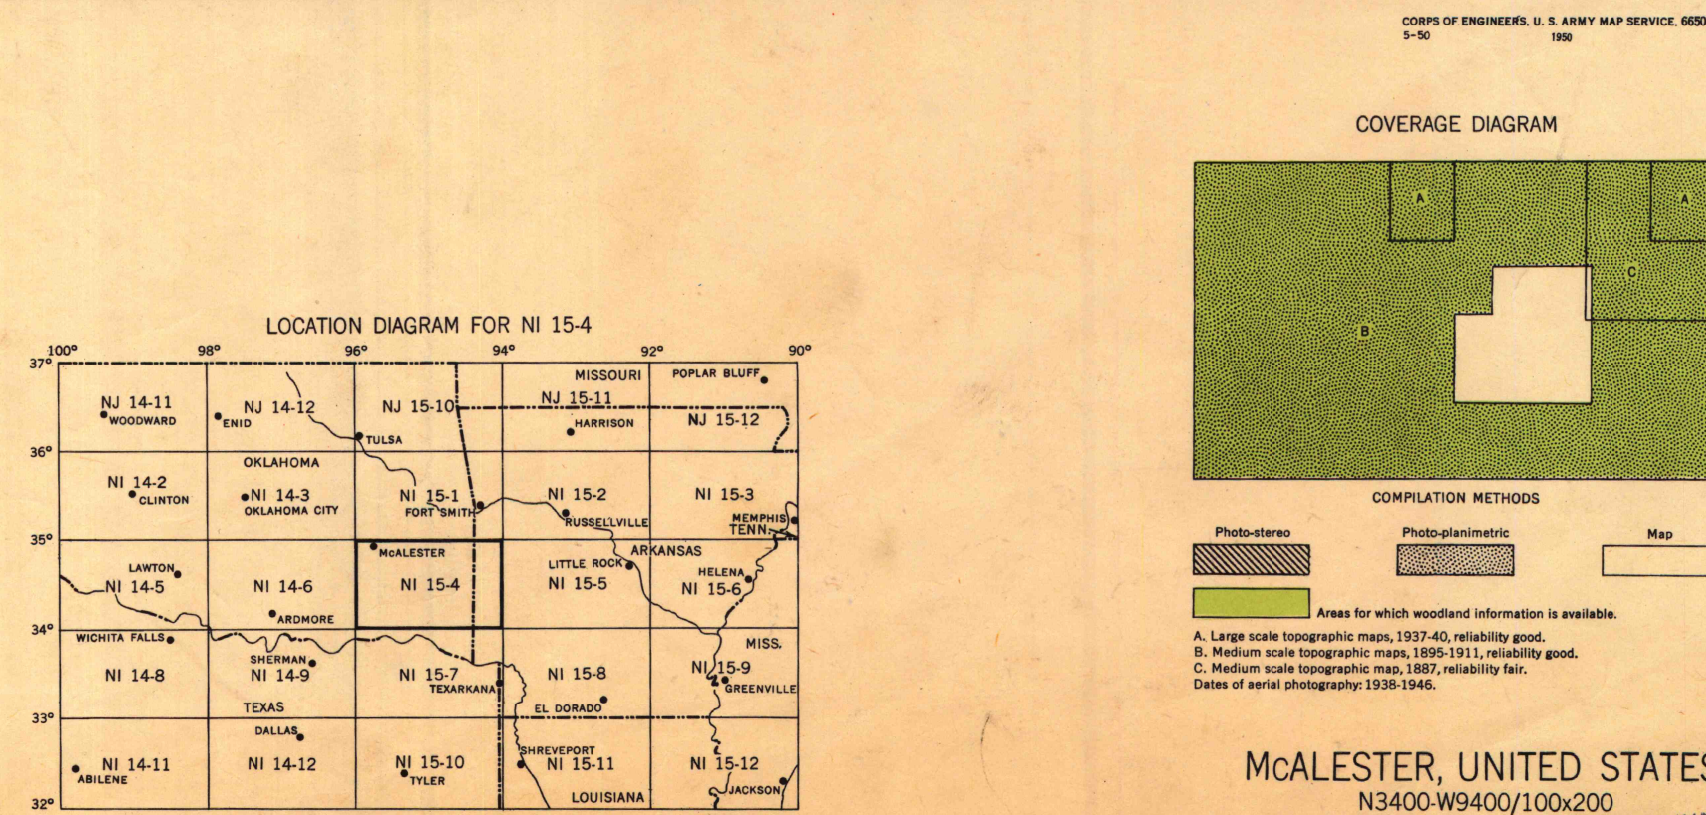 CORPS OF ENGINEERS, U. S. ARMY MAP SERVICE, 6650
5-50 1950
COVERAGE DIAGRAM
A
A
C
B
LOCATION DIAGRAM FOR NI 15-4
100° 98° 96° 94° 92° 90°
37°
MISSOURI POPLAR BLUFF
NJ 14-11 NJ 14-12 NJ 15-10 NJ 15-11
WOODWARD ENID HARRISON NJ 15-12
TULSA
36°
OKLAHOMA
NI 14-2 NI 14-3 NI 15-1 NI 15-2 NI 15-3
CLINTON OKLAHOMA CITY FORT SMITH RUSSELLVILLE MEMPHIS
TENN.
35°
McALESTER ARKANSAS
LAWTON LITTLE ROCK HELENA
NI 14-5 NI 14-6 NI 15-4 NI 15-5 NI 15-6
ARDMORE
34°
WICHITA FALLS MISS.
SHERMAN
NI 14-8 NI 14-9 NI 15-7 NI 15-8 NI 15-9
TEXARKANA GREENVILLE
TEXAS EL DORADO
33°
DALLAS SHREVEPORT
NI 14-11 NI 14-12 NI 15-10 NI 15-11 NI 15-12
ABILENE TYLER JACKSON
LOUISIANA
32°
COMPILATION METHODS
Photo-stereo Photo-planimetric Map
Areas for which woodland information is available.
A. Large scale topographic maps, 1937-40, reliability good.
B. Medium scale topographic maps, 1895-1911, reliability good.
C. Medium scale topographic map, 1887, reliability fair.
Dates of aerial photography: 1938-1946.
McALESTER, UNITED STATES
N3400-W9400/100x200